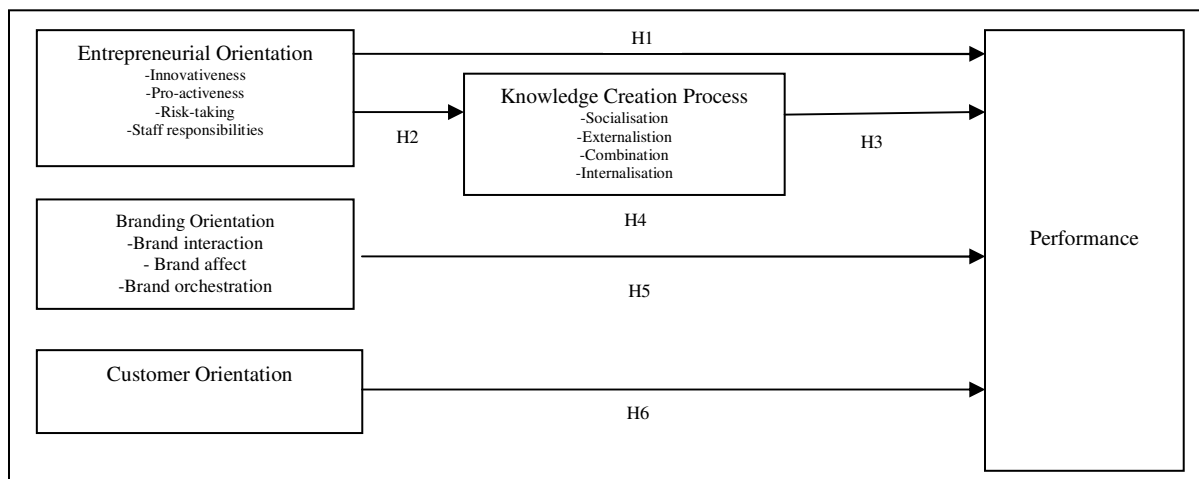 H1
Entrepreneurial Orientation
-Innovativeness
-Pro-activeness
-Risk-taking
-Staff responsibilities
H2
Knowledge Creation Process
-Socialisation
-Externalistion
-Combination
-Internalisation
H3
H4
Branding Orientation
-Brand interaction
- Brand affect
-Brand orchestration
H5
Performance
Customer Orientation
H6